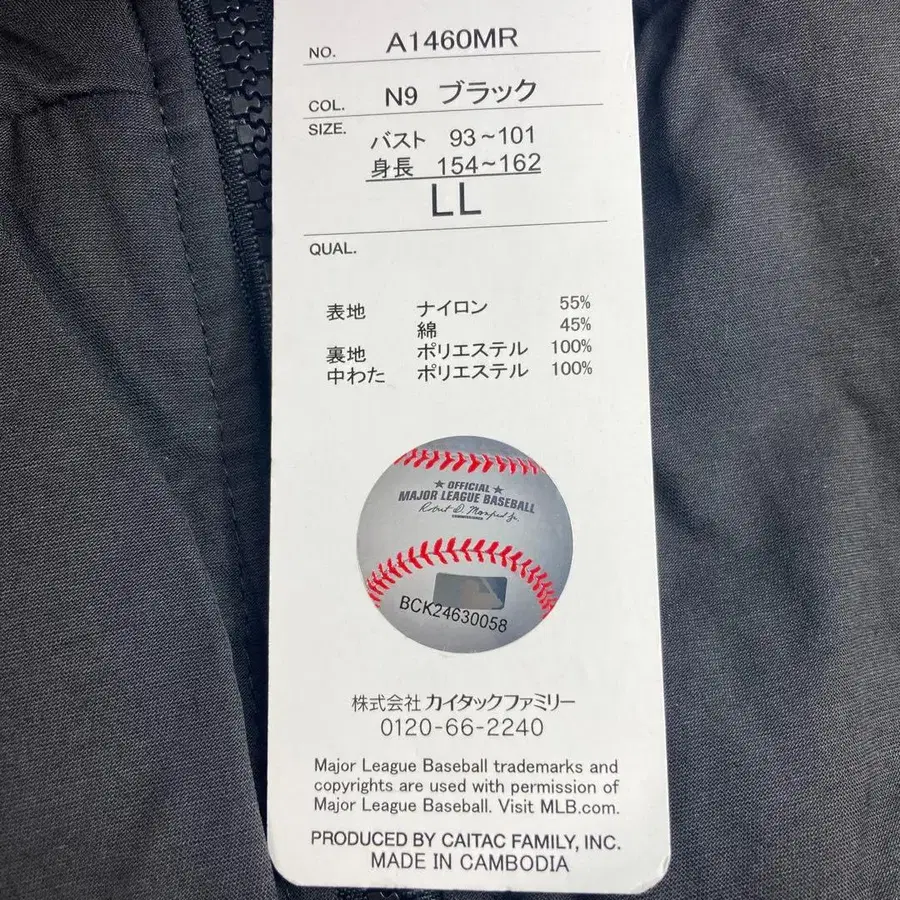 NO. A1460MR
COL. N9 ブラック
SIZE. バスト 93~101
身長 154~162
LL
QUAL.
表地 ナイロン 55%
綿 45%
裏地 ポリエステル 100%
中わた ポリエステル 100%
★ OFFICIAL ★
MAJOR LEAGUE BASEBALL
Robert D. Manfred Jr.
COMMISSIONER
BCK24630058
株式会社 カイタックファミリー
0120-66-2240
Major League Baseball trademarks and
copyrights are used with permission of
Major League Baseball. Visit MLB.com.
PRODUCED BY CAITAC FAMILY, INC.
MADE IN CAMBODIA